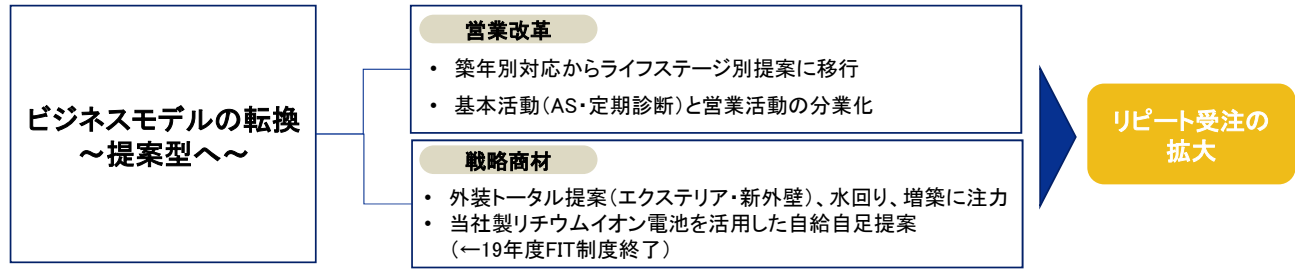 ビジネスモデルの転換
～提案型へ～
営業改革
• 築年別対応からライフステージ別提案に移行
• 基本活動（AS・定期診断）と営業活動の分業化
戦略商材
• 外装トータル提案（エクステリア・新外壁）、水回り、増築に注力
• 当社製リチウムイオン電池を活用した自給自足提案
（←19年度FIT制度終了）
リピート受注の
拡大